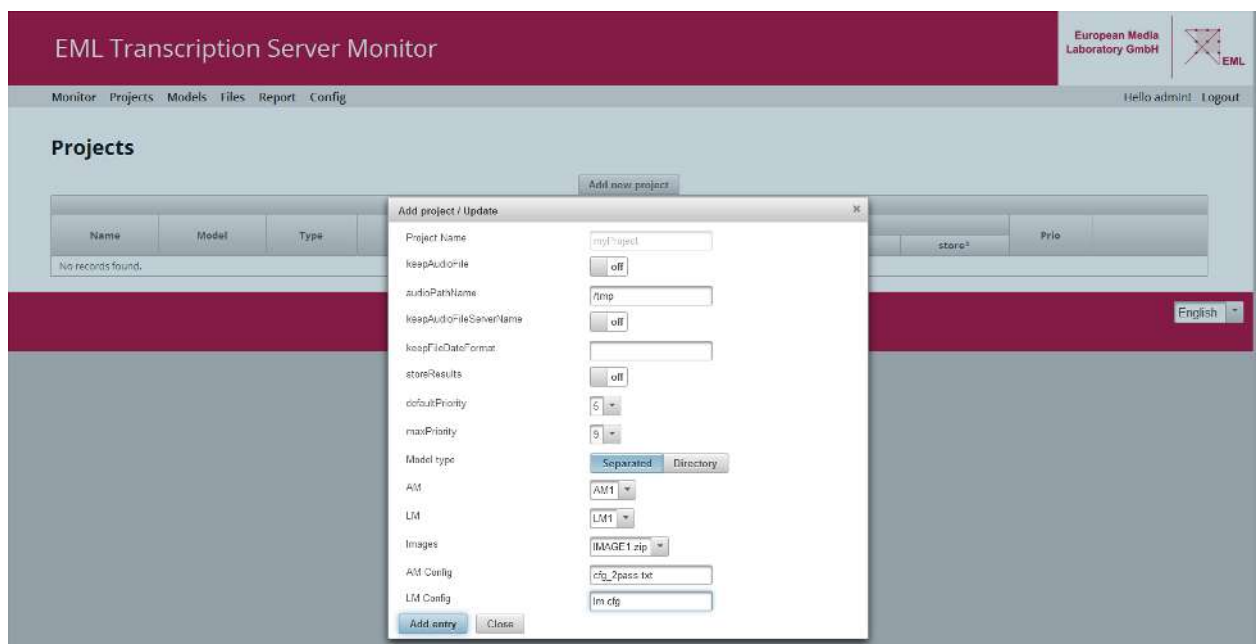 EML Transcription Server Monitor
European Media
Laboratory GmbH
EML
Monitor Projects Models Files Report Config
Hello admin! Logout
Projects
Add new project
Name Model Type store² Prio
No records found.
Add project / Update ×
Project Name myProject
keepAudioFile off
audioPathName /tmp
keepAudioFileServerName off
keepFileDateFormat
storeResults off
defaultPriority 5
maxPriority 9
Model type Separated Directory
AM AM1
LM LM1
Images IMAGE1.zip
AM Config cfg_2pass.txt
LM Config lm.cfg
Add entry Close
English